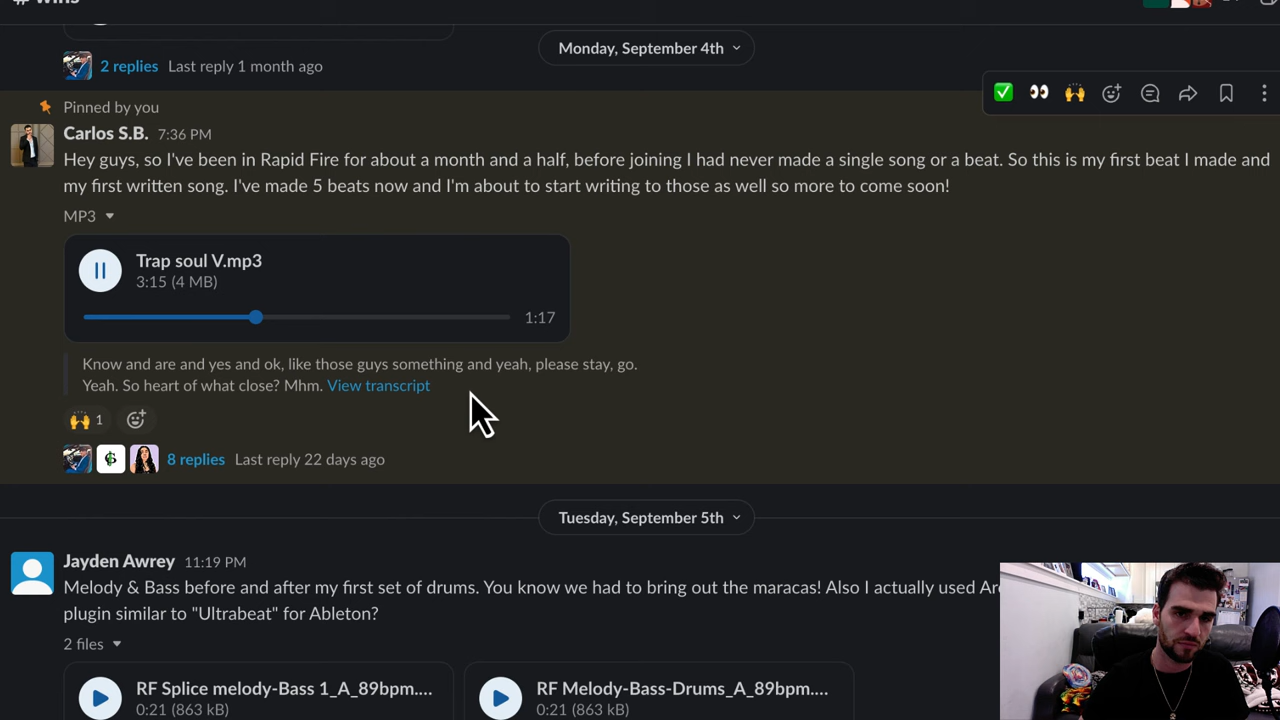 # wins
Monday, September 4th
2 replies Last reply 1 month ago
Pinned by you
Carlos S.B. 7:36 PM
Hey guys, so I've been in Rapid Fire for about a month and a half, before joining I had never made a single song or a beat. So this is my first beat I made and
my first written song. I've made 5 beats now and I'm about to start writing to those as well so more to come soon!
MP3
Trap soul V.mp3
3:15 (4 MB)
1:17
Know and are and yes and ok, like those guys something and yeah, please stay, go.
Yeah. So heart of what close? Mhm. View transcript
1
8 replies Last reply 22 days ago
Tuesday, September 5th
Jayden Awrey 11:19 PM
Melody & Bass before and after my first set of drums. You know we had to bring out the maracas! Also I actually used
plugin similar to "Ultrabeat" for Ableton?
2 files
RF Splice melody-Bass 1_A_89bpm....
0:21 (863 kB)
RF Melody-Bass-Drums_A_89bpm....
0:21 (863 kB)